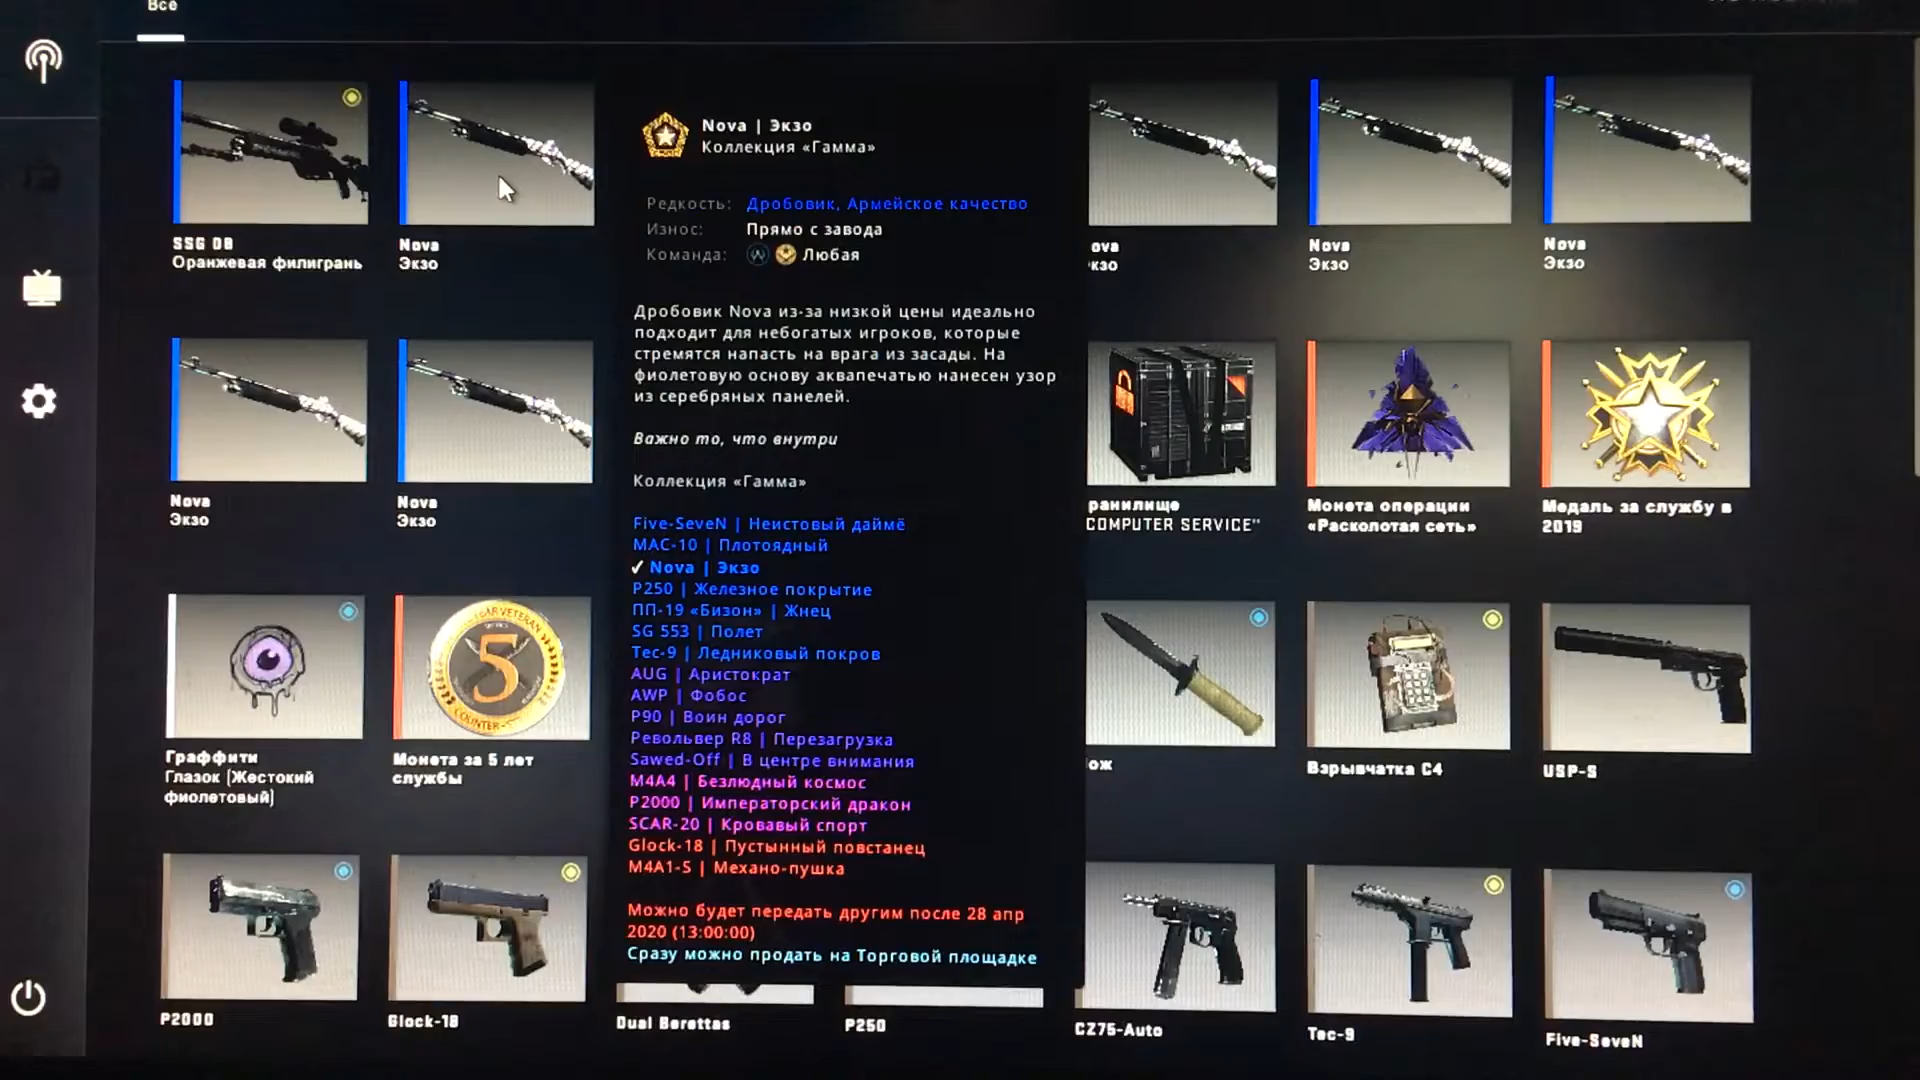 Все
SSG 08
Оранжевая филигрань
Nova
Экзо
Nova | Экзо
Коллекция «Гамма»
Редкость: Дробовик, Армейское качество
Износ: Прямо с завода
Команда: Любая
Дробовик Nova из-за низкой цены идеально
подходит для небогатых игроков, которые
стремятся напасть на врага из засады. На
фиолетовую основу аквапечатью нанесен узор
из серебряных панелей.
Важно то, что внутри
Коллекция «Гамма»
Five-SeveN | Неистовый даймё
MAC-10 | Плотоядный
✓ Nova | Экзо
P250 | Железное покрытие
ПП-19 «Бизон» | Жнец
SG 553 | Полет
Tec-9 | Ледниковый покров
AUG | Аристократ
AWP | Фобос
P90 | Воин дорог
Револьвер R8 | Перезагрузка
Sawed-Off | В центре внимания
M4A4 | Безлюдный космос
P2000 | Императорский дракон
SCAR-20 | Кровавый спорт
Glock-18 | Пустынный повстанец
M4A1-S | Механо-пушка
Можно будет передать другим после 28 апр
2020 (13:00:00)
Сразу можно продать на Торговой площадке
ova
кзо
Nova
Экзо
Nova
Экзо
Nova
Экзо
Nova
Экзо
ранилище
COMPUTER SERVICE"
Монета операции
«Расколотая сеть»
Медаль за службу в
2019
Граффити
Глазок (Жестокий
фиолетовый)
5
Монета за 5 лет
службы
ож
Взрывчатка C4
USP-S
P2000
Glock-18
Dual Berettas
P250
CZ75-Auto
Tec-9
Five-SeveN